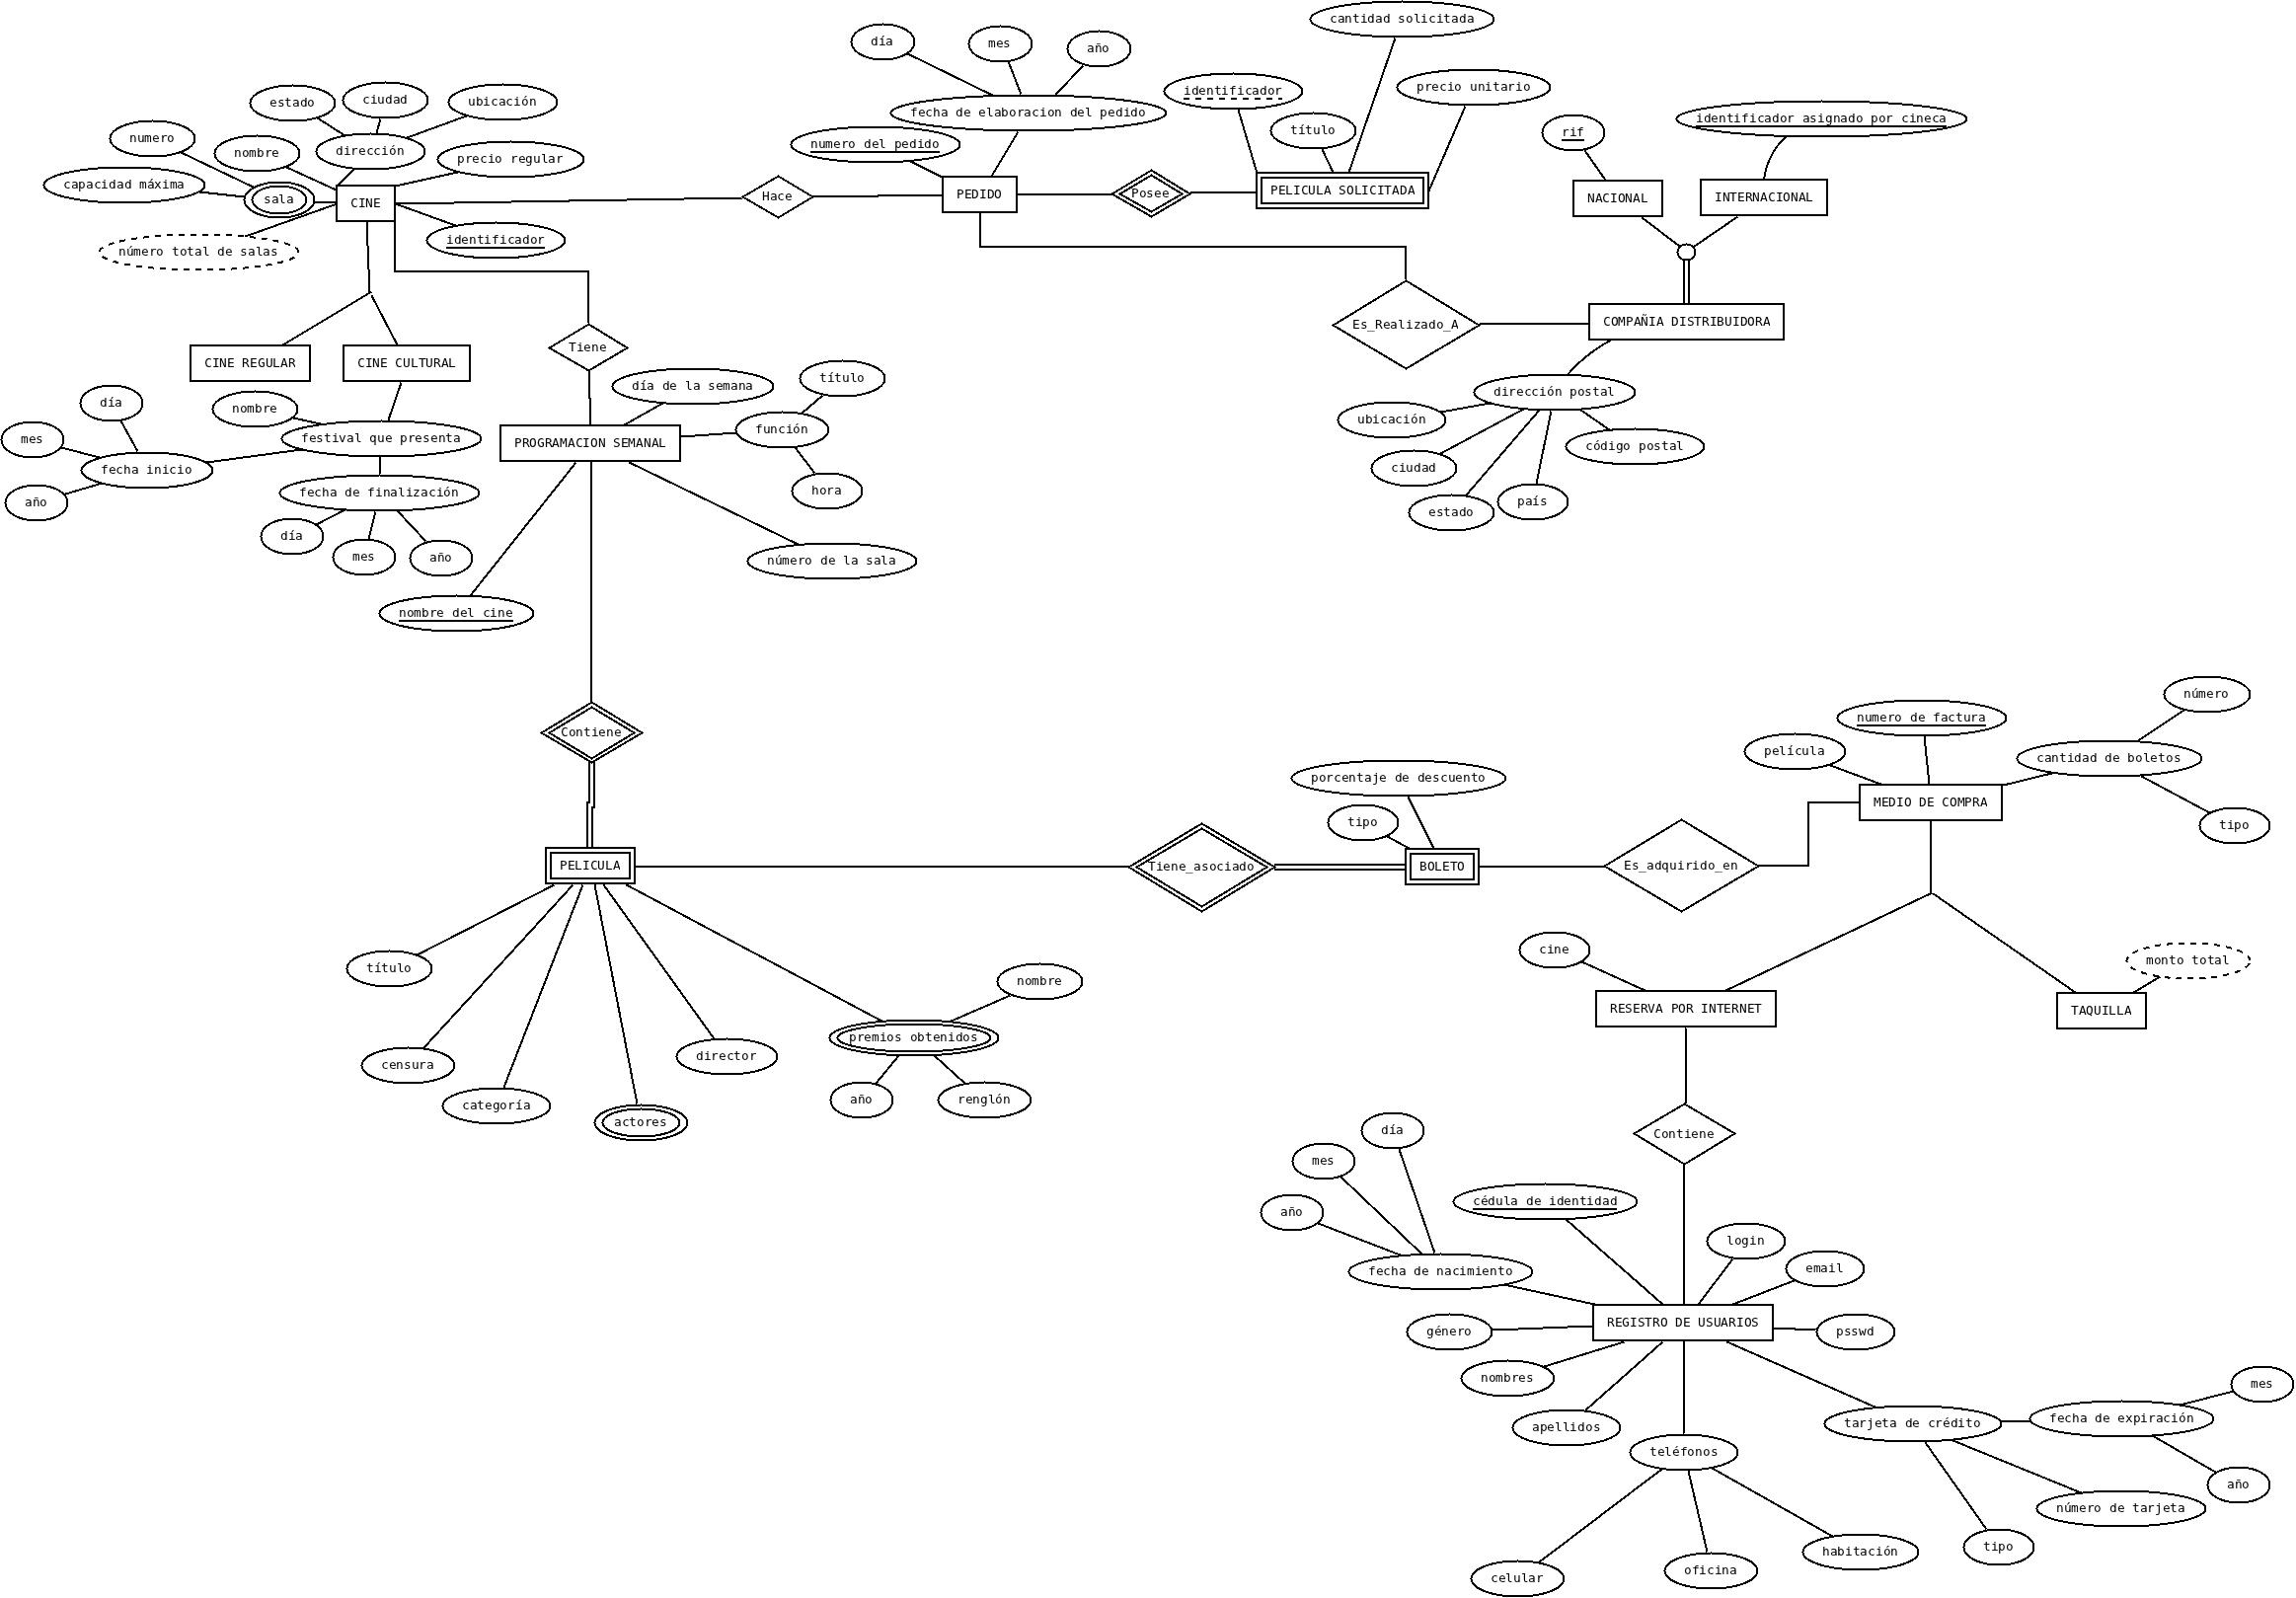 cantidad solicitada
día
mes
año
identificador
precio unitario
estado
ciudad
ubicación
fecha de elaboracion del pedido
identificador asignado por cineca
numero
nombre
dirección
precio regular
numero del pedido
título
rif
capacidad máxima
sala
CINE
Hace
PEDIDO
Posee
PELICULA SOLICITADA
NACIONAL
INTERNACIONAL
número total de salas
identificador
Es_Realizado_A
COMPAÑIA DISTRIBUIDORA
CINE REGULAR
CINE CULTURAL
Tiene
día de la semana
título
dirección postal
día
nombre
función
ubicación
mes
festival que presenta
PROGRAMACION SEMANAL
código postal
fecha inicio
ciudad
año
fecha de finalización
hora
estado
país
día
mes
año
número de la sala
nombre del cine
número
película
numero de factura
cantidad de boletos
Contiene
porcentaje de descuento
MEDIO DE COMPRA
tipo
tipo
PELICULA
Tiene_asociado
BOLETO
Es_adquirido_en
título
nombre
cine
monto total
RESERVA POR INTERNET
TAQUILLA
censura
director
premios obtenidos
categoría
actores
año
renglón
día
Contiene
mes
año
cédula de identidad
login
fecha de nacimiento
email
género
REGISTRO DE USUARIOS
psswd
nombres
apellidos
tarjeta de crédito
fecha de expiración
mes
teléfonos
año
número de tarjeta
celular
oficina
habitación
tipo